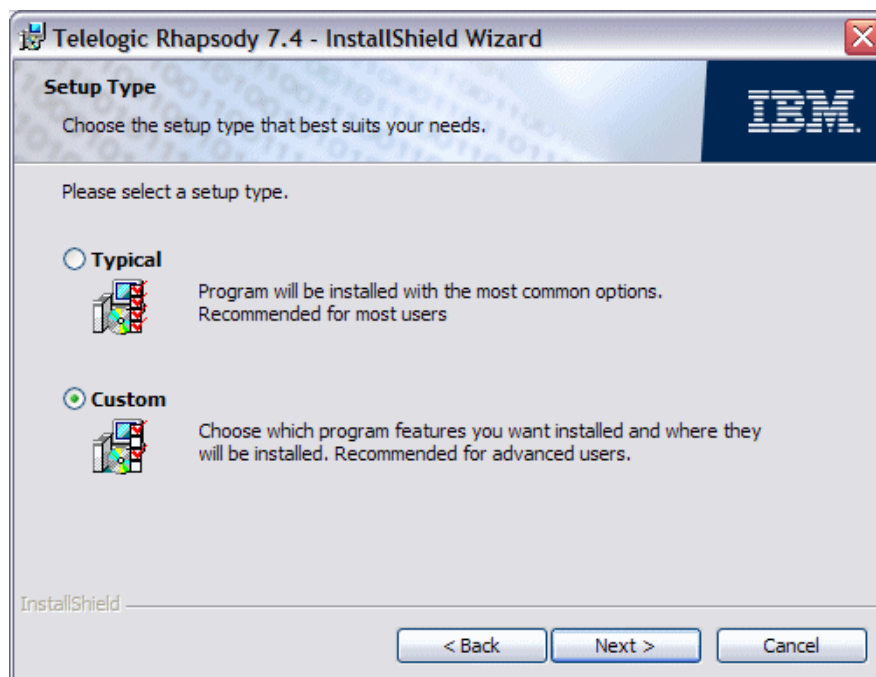 Telelogic Rhapsody 7.4 - InstallShield Wizard
Setup Type
Choose the setup type that best suits your needs.
IBM.
Please select a setup type.
Typical
Program will be installed with the most common options.
Recommended for most users
Custom
Choose which program features you want installed and where they
will be installed. Recommended for advanced users.
InstallShield
< Back
Next >
Cancel